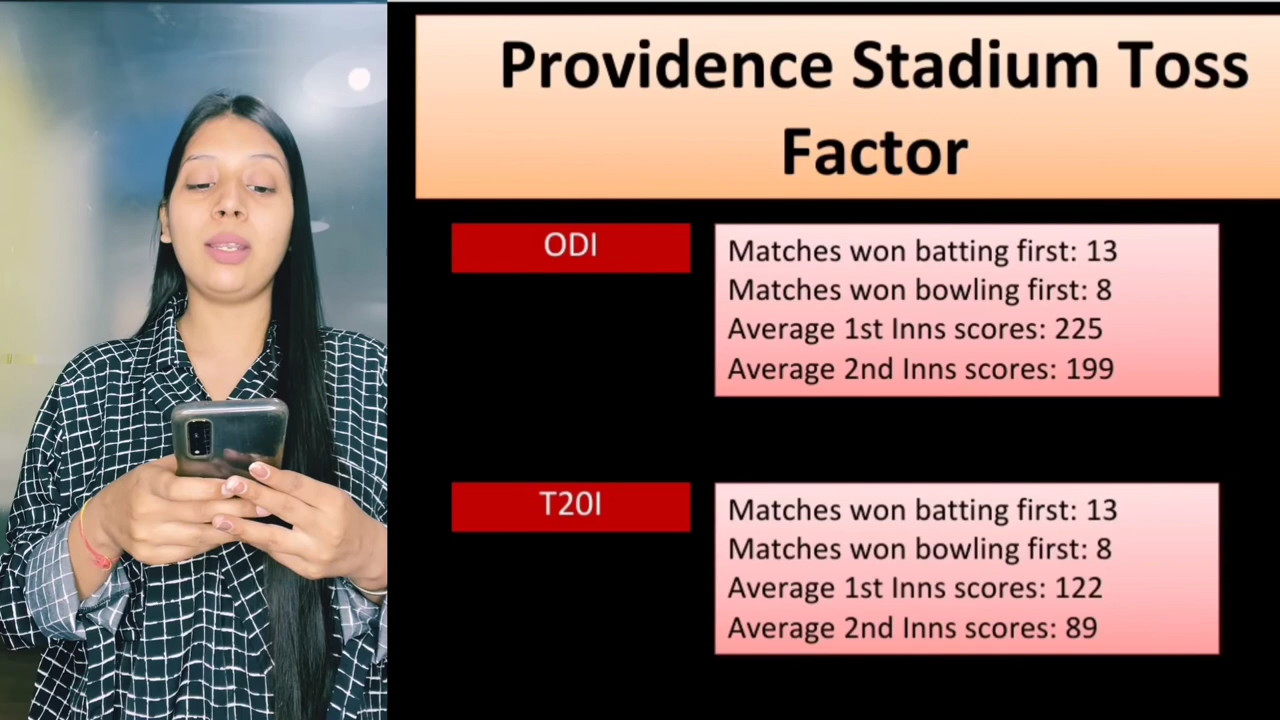 Providence Stadium Toss
Factor
ODI
Matches won batting first: 13
Matches won bowling first: 8
Average 1st Inns scores: 225
Average 2nd Inns scores: 199
T20I
Matches won batting first: 13
Matches won bowling first: 8
Average 1st Inns scores: 122
Average 2nd Inns scores: 89